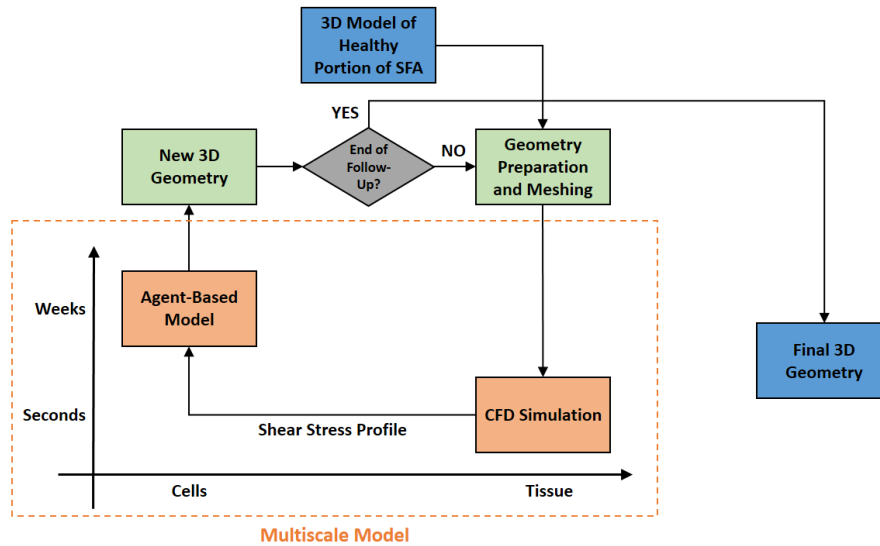 3D Model of
Healthy
Portion of SFA
YES
New 3D
Geometry
End of
Follow-
Up?
NO
Geometry
Preparation
and Meshing
Weeks
Agent-Based
Model
Final 3D
Geometry
Seconds
Shear Stress Profile
CFD Simulation
Cells
Tissue
Multiscale Model